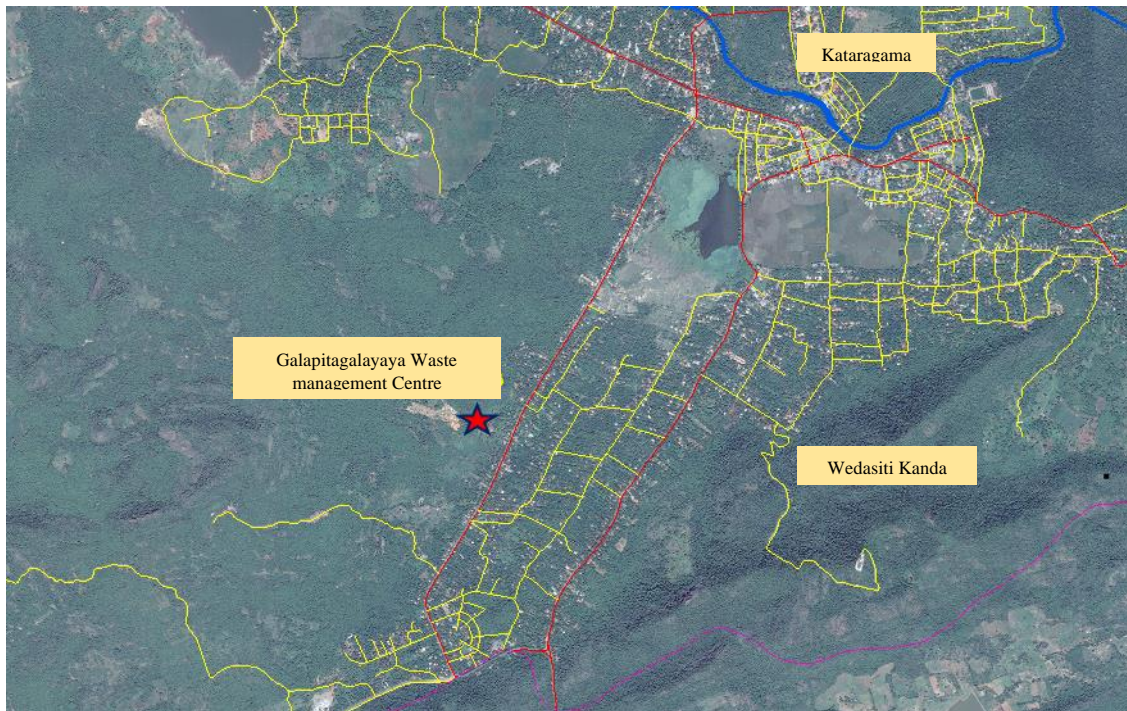 Kataragama
Galapitagalayaya Waste
management Centre
Wedasiti Kanda